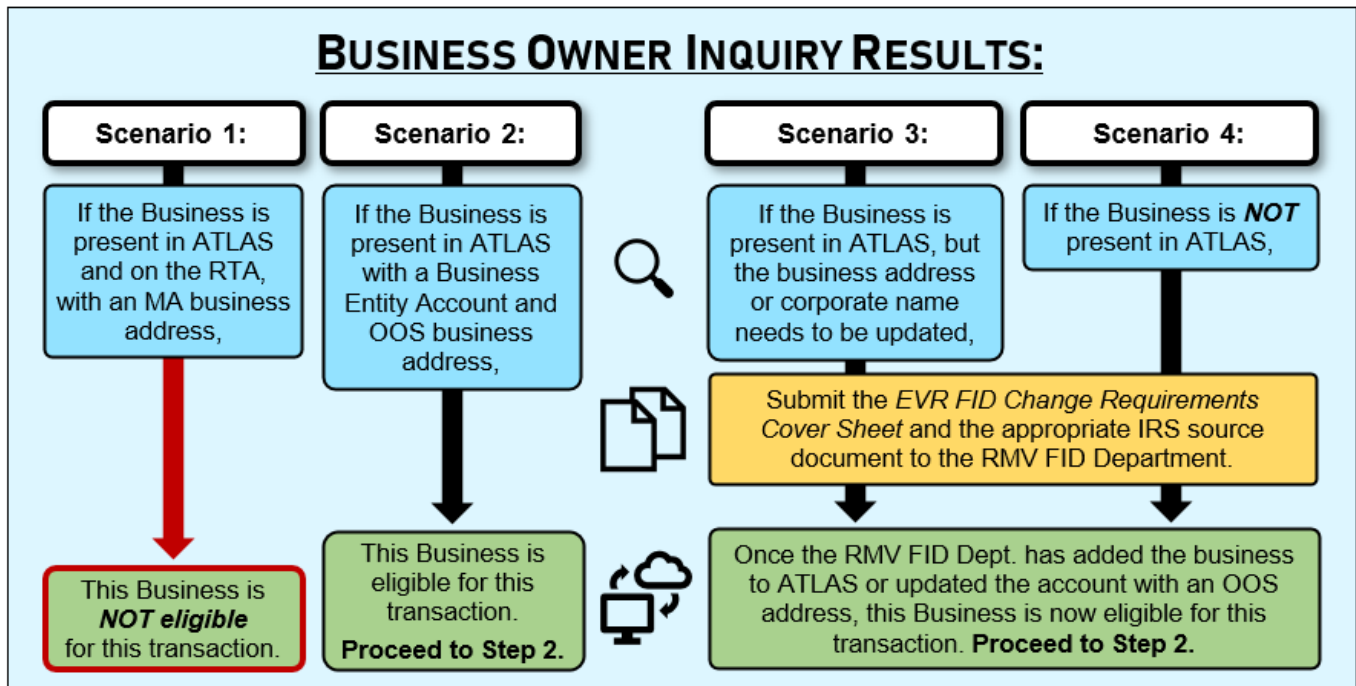 BUSINESS OWNER INQUIRY RESULTS:
Scenario 1:
If the Business is
present in ATLAS
and on the RTA,
with an MA business
address,
This Business is
NOT eligible
for this transaction.
Scenario 2:
If the Business is
present in ATLAS
with a Business
Entity Account and
OOS business
address,
This Business is
eligible for this
transaction.
Proceed to Step 2.
Scenario 3:
If the Business is
present in ATLAS, but
the business address
or corporate name
needs to be updated,
Scenario 4:
If the Business is NOT
present in ATLAS,
Submit the EVR FID Change Requirements
Cover Sheet and the appropriate IRS source
document to the RMV FID Department.
Once the RMV FID Dept. has added the business
to ATLAS or updated the account with an OOS
address, this Business is now eligible for this
transaction. Proceed to Step 2.